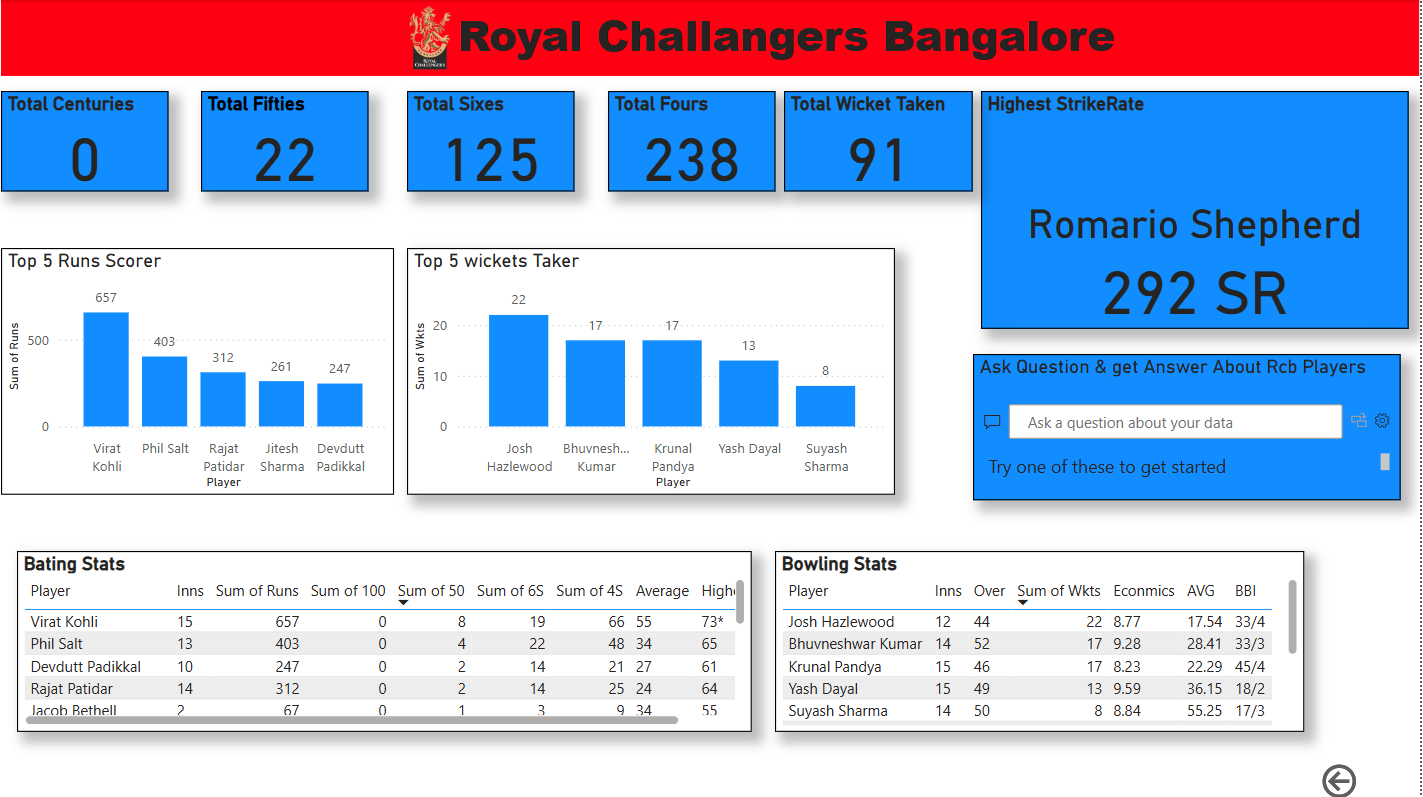 Royal Challangers Bangalore
ROYAL
CHALLENGERS
Total Centuries
0
Total Fifties
22
Total Sixes
125
Total Fours
238
Total Wicket Taken
91
Highest StrikeRate
Romario Shepherd
292 SR
Top 5 Runs Scorer
Sum of Runs
500
0
657
403
312
261
247
Virat Kohli
Phil Salt
Rajat Patidar
Jitesh Sharma
Devdutt Padikkal
Player
Top 5 wickets Taker
Sum of Wkts
20
10
0
22
17
17
13
8
Josh Hazlewood
Bhuvnesh... Kumar
Krunal Pandya
Yash Dayal
Suyash Sharma
Player
Ask Question & get Answer About Rcb Players
Ask a question about your data
Try one of these to get started
Bating Stats
Player Inns Sum of Runs Sum of 100 Sum of 50 Sum of 6S Sum of 4S Average Highe
Virat Kohli 15 657 0 8 19 66 55 73*
Phil Salt 13 403 0 4 22 48 34 65
Devdutt Padikkal 10 247 0 2 14 21 27 61
Rajat Patidar 14 312 0 2 14 25 24 64
Jacob Bethell 2 67 0 1 3 9 34 55
Bowling Stats
Player Inns Over Sum of Wkts Econmics AVG BBI
Josh Hazlewood 12 44 22 8.77 17.54 33/4
Bhuvneshwar Kumar 14 52 17 9.28 28.41 33/3
Krunal Pandya 15 46 17 8.23 22.29 45/4
Yash Dayal 15 49 13 9.59 36.15 18/2
Suyash Sharma 14 50 8 8.84 55.25 17/3